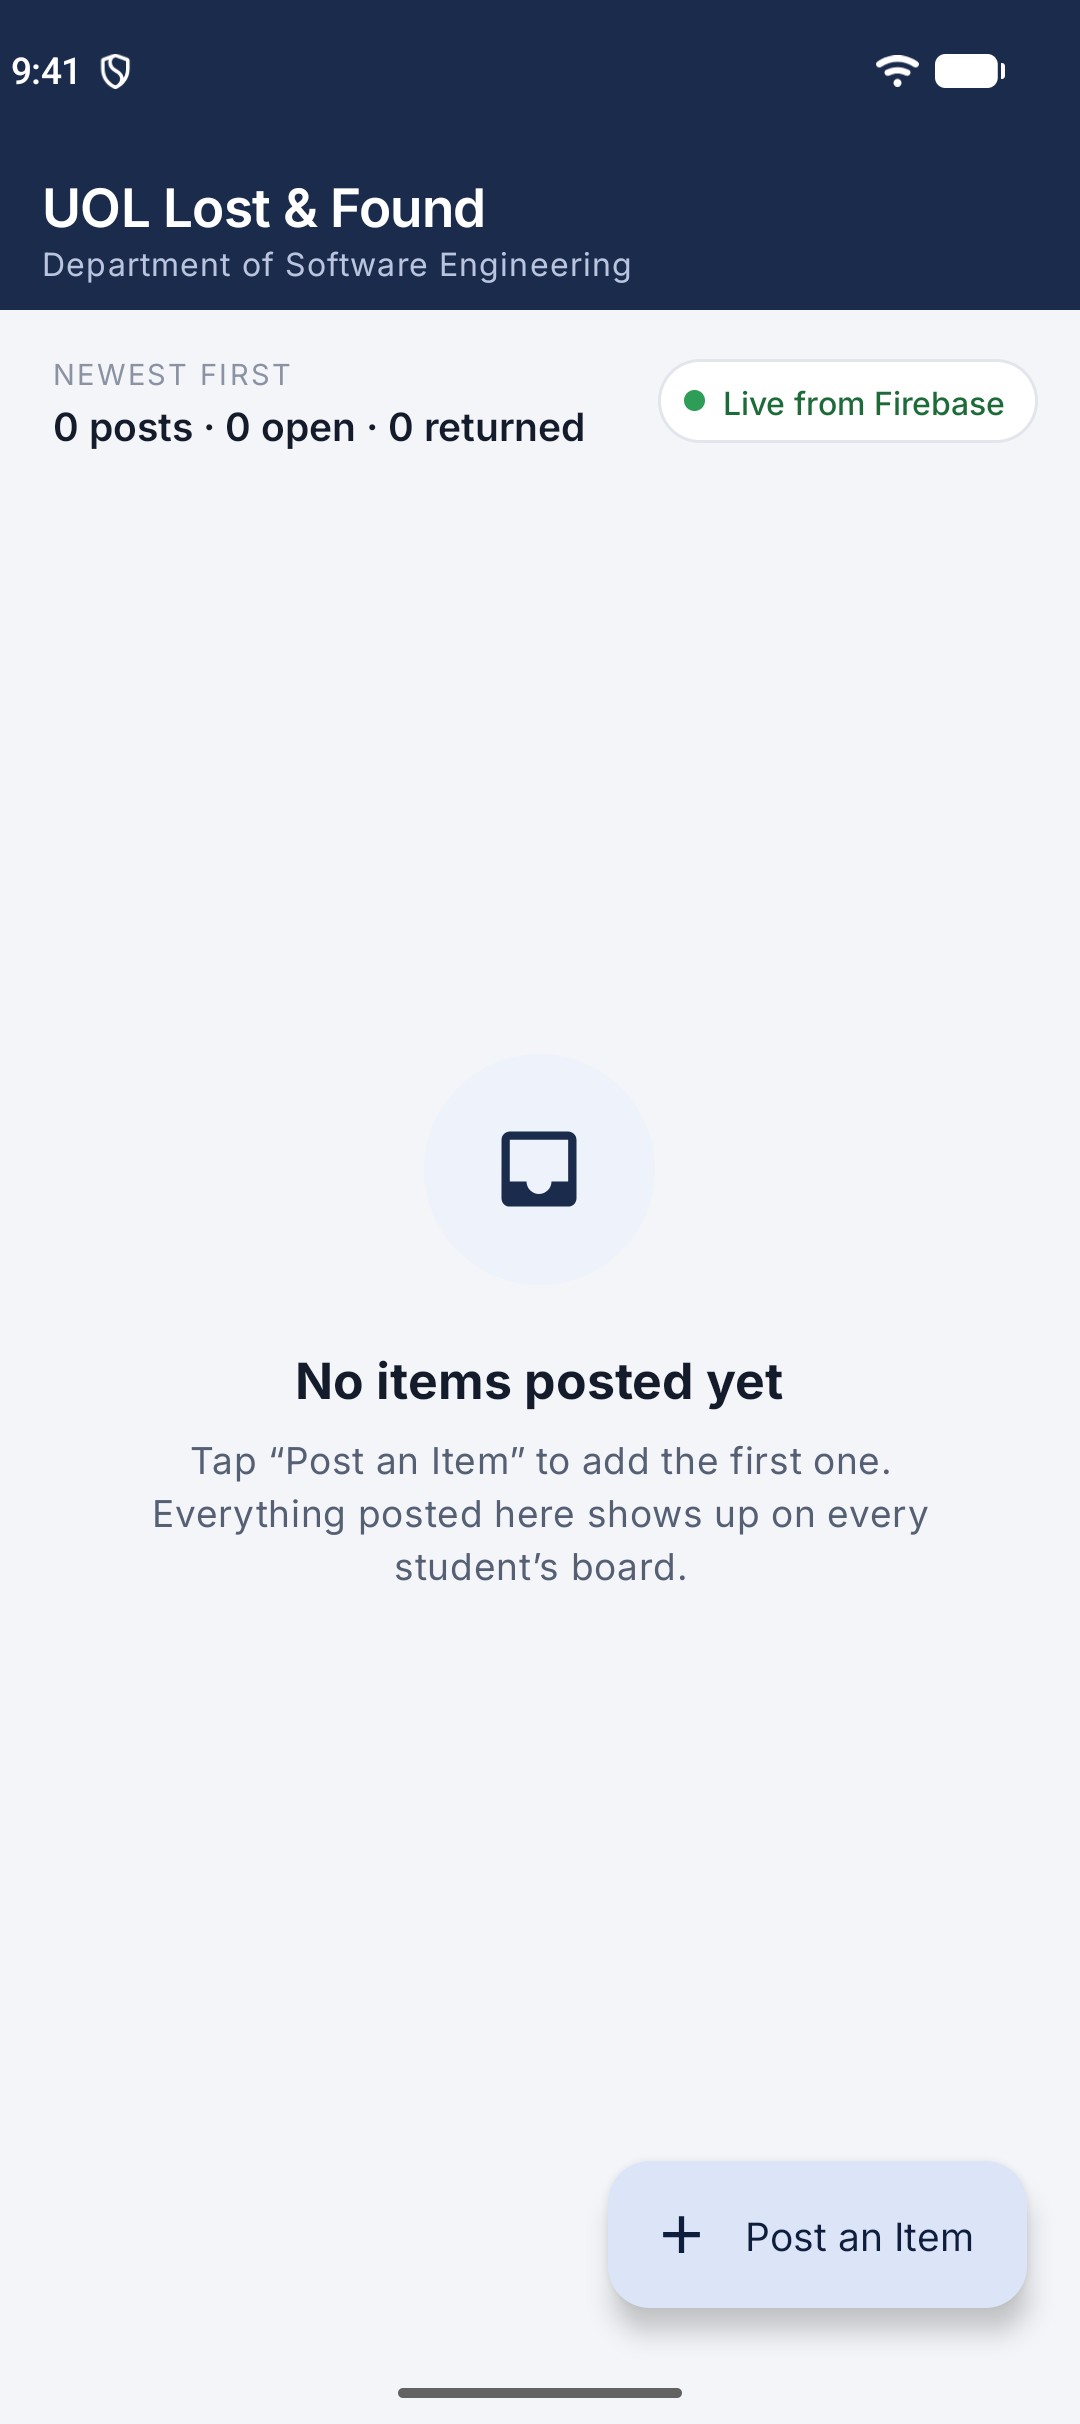 9:41
UOL Lost & Found
Department of Software Engineering
NEWEST FIRST
0 posts · 0 open · 0 returned
Live from Firebase
No items posted yet
Tap “Post an Item” to add the first one.
Everything posted here shows up on every
student’s board.
Post an Item